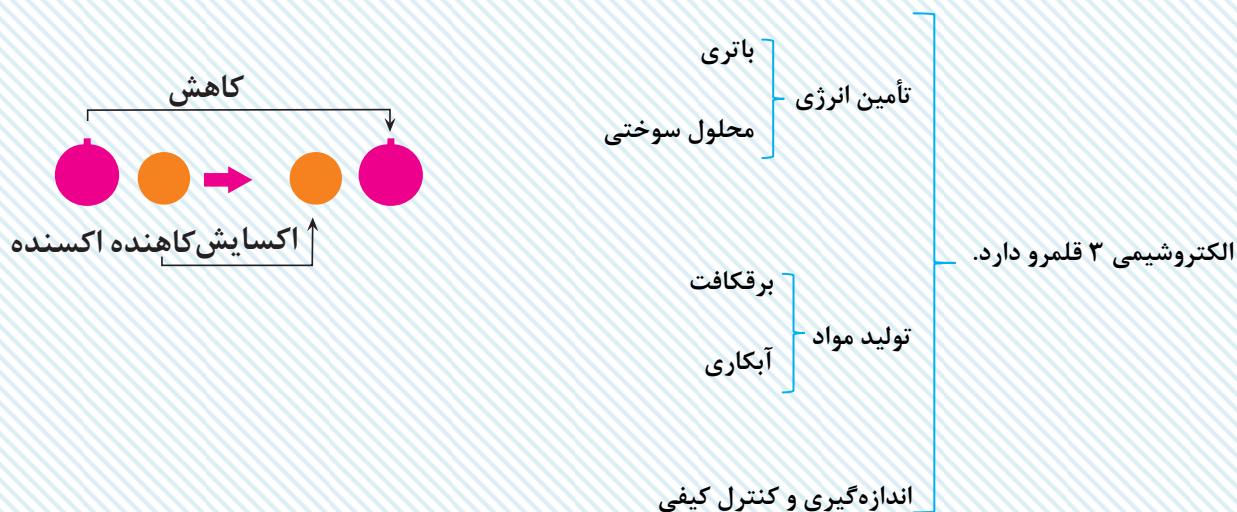 الکتروشیمی ۳ قلمرو دارد.
تأمین انرژی
باتری
محلول سوختی
تولید مواد
برقکافت
آبکاری
اندازه‌گیری و کنترل کیفی
کاهش
اکسایش کاهنده اکسنده